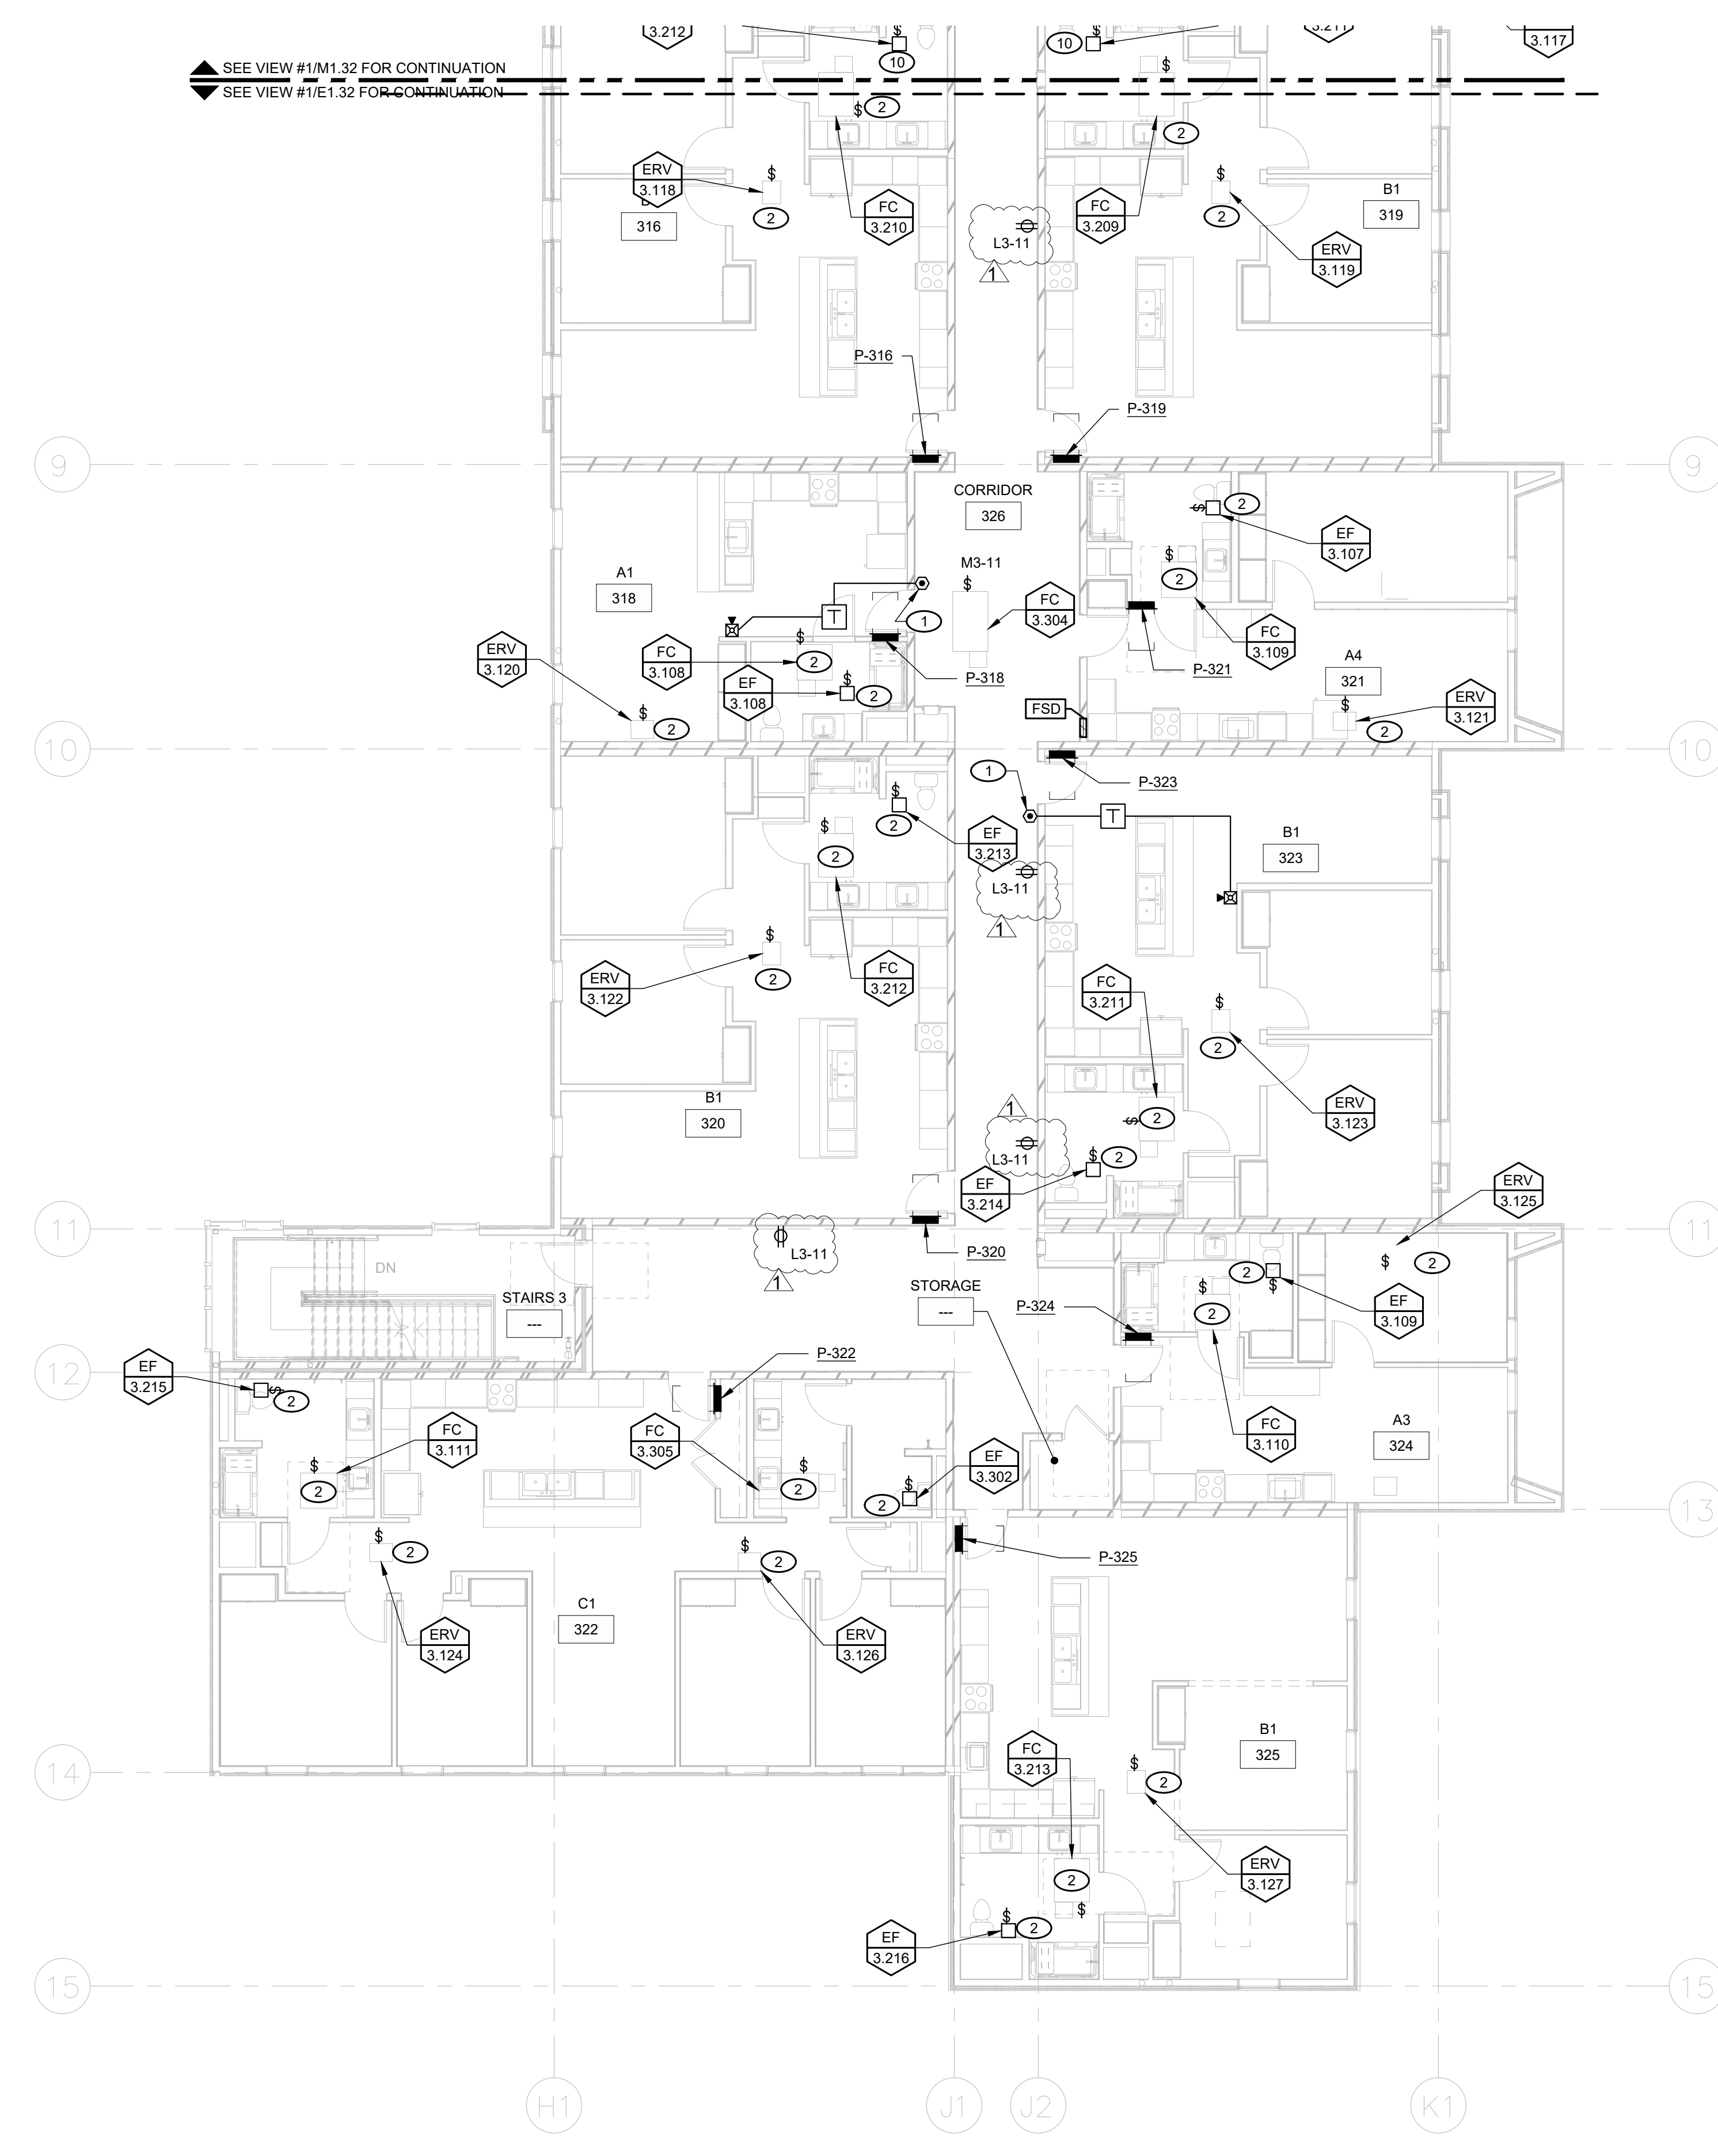 3.212
$
10
10
$
3.211
3.117
SEE VIEW #1/M1.32 FOR CONTINUATION
SEE VIEW #1/E1.32 FOR CONTINUATION
$
2
$
2
ERV
3.118
$
2
316
FC
3.210
L3-11
1
FC
3.209
$
2
B1
319
ERV
3.119
P-316
P-319
9
9
CORRIDOR
326
$
2
EF
3.107
M3-11
$
FC
3.304
$
2
A1
318
T
1
FC
3.109
ERV
3.120
FC
3.108
$
2
EF
3.108
$
2
P-318
P-321
A4
321
$
2
FSD
$
2
ERV
3.121
10
10
P-323
1
$
2
EF
3.213
T
$
2
B1
323
L3-11
1
ERV
3.122
$
2
FC
3.212
FC
3.211
$
2
B1
320
1
L3-11
$
2
ERV
3.123
$
2
EF
3.214
ERV
3.125
11
11
L3-11
1
P-320
$
2
2
$
EF
3.109
DN
STAIRS 3
---
STORAGE
---
P-324
$
2
12
EF
3.215
$
2
P-322
FC
3.111
FC
3.305
$
2
$
2
EF
3.302
$
2
FC
3.110
A3
324
13
$
2
$
2
P-325
C1
322
ERV
3.124
ERV
3.126
B1
325
14
FC
3.213
$
2
2
$
ERV
3.127
EF
3.216
$
2
15
15
H1
J1
J2
K1